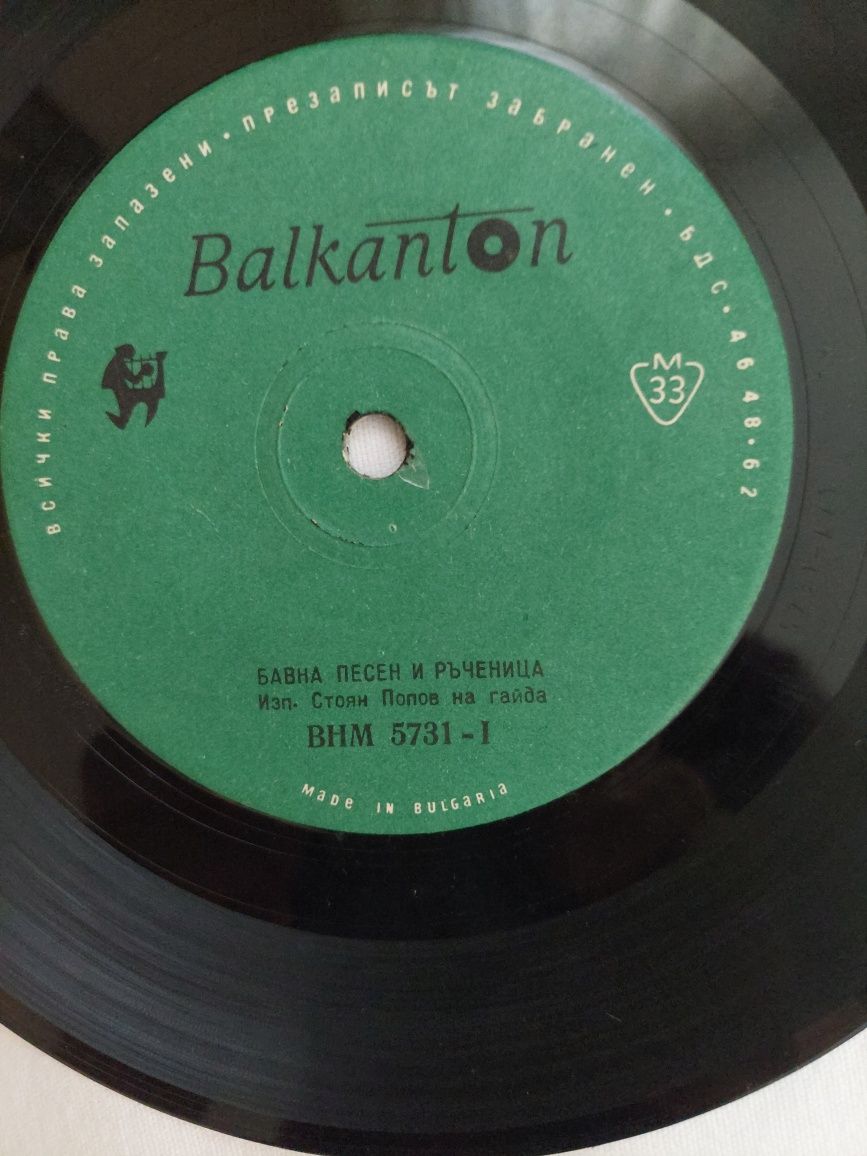 всички права запазени • презаписът забранен • БДС • 4648•62
Balkanton
М
33
БАВНА ПЕСЕН И РЪЧЕНИЦА
Изп. Стоян Попов на гайда
ВНМ 5731 - I
MaDe IN BULGaRIa